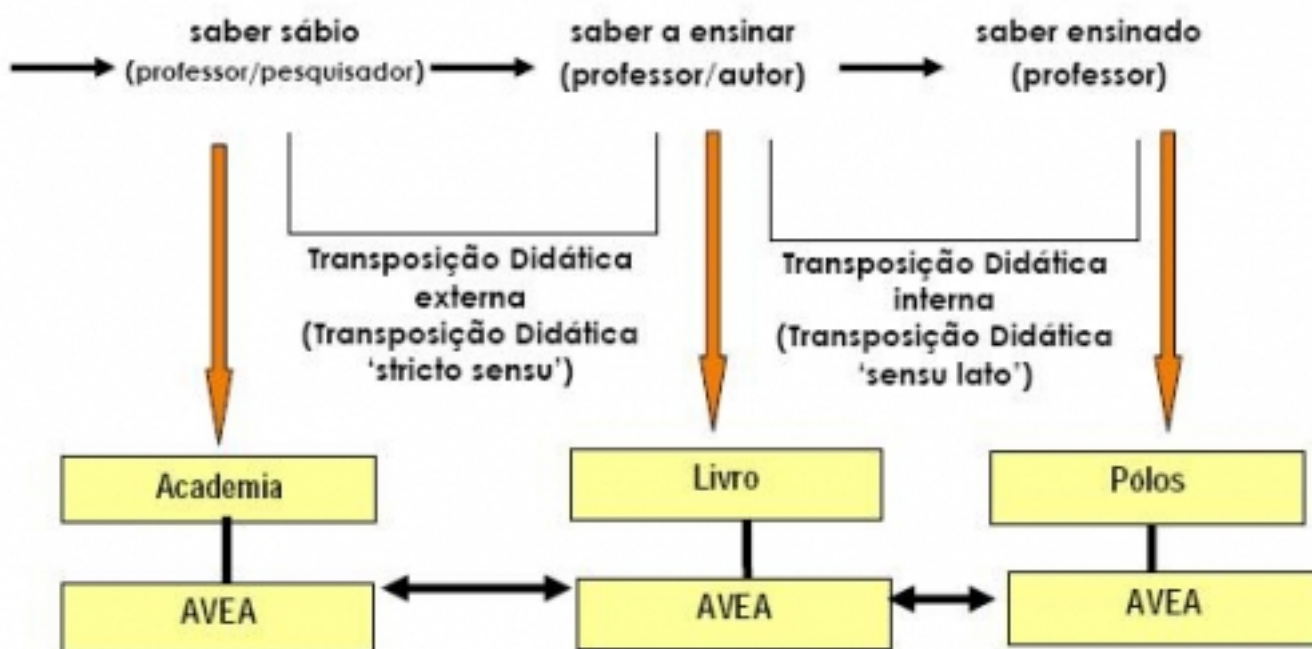 saber sábio
(professor/pesquisador)
saber a ensinar
(professor/autor)
saber ensinado
(professor)
Transposição Didática
externa
(Transposição Didática
‘stricto sensu’)
Transposição Didática
interna
(Transposição Didática
‘sensu lato’)
Academia
Livro
Pólos
AVEA
AVEA
AVEA